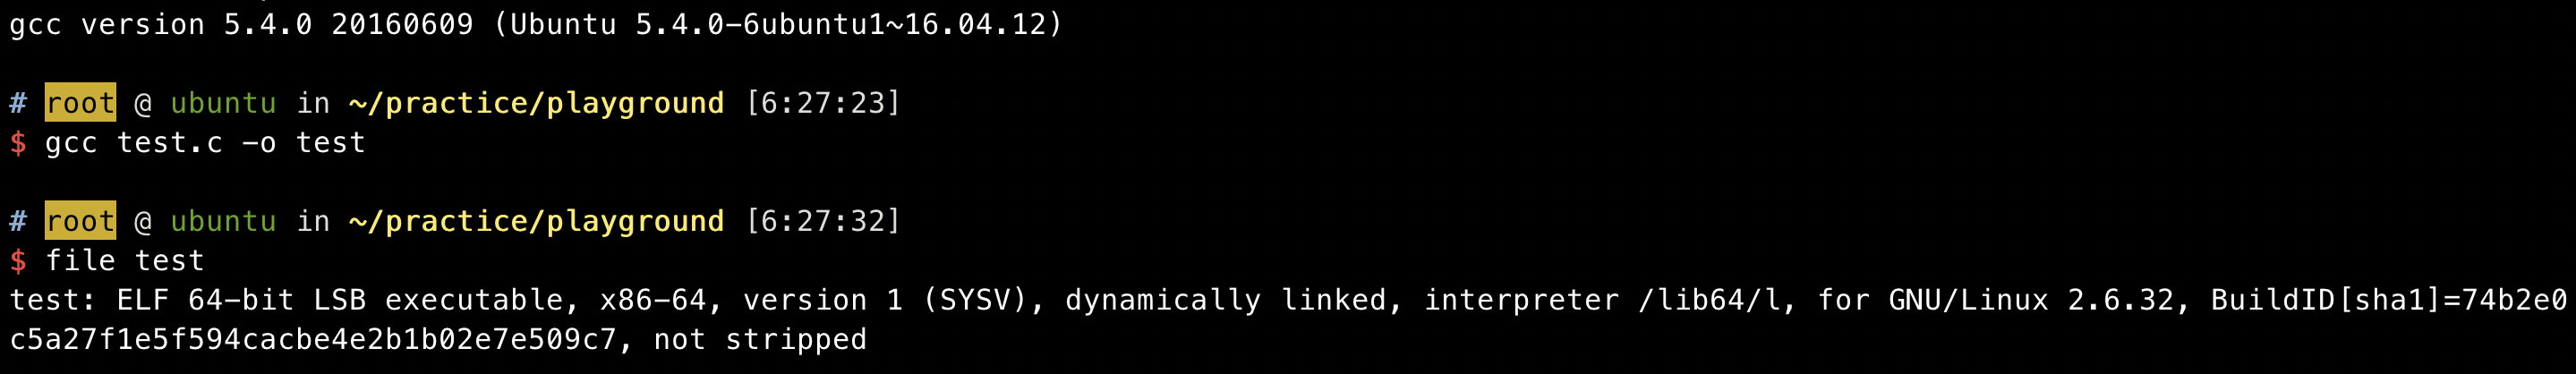 gcc version 5.4.0 20160609 (Ubuntu 5.4.0-6ubuntu1~16.04.12)
# root @ ubuntu in ~/practice/playground [6:27:23]
$ gcc test.c -o test
# root @ ubuntu in ~/practice/playground [6:27:32]
$ file test
test: ELF 64-bit LSB executable, x86-64, version 1 (SYSV), dynamically linked, interpreter /lib64/l, for GNU/Linux 2.6.32, BuildID[sha1]=74b2e0
c5a27f1e5f594cacbe4e2b1b02e7e509c7, not stripped